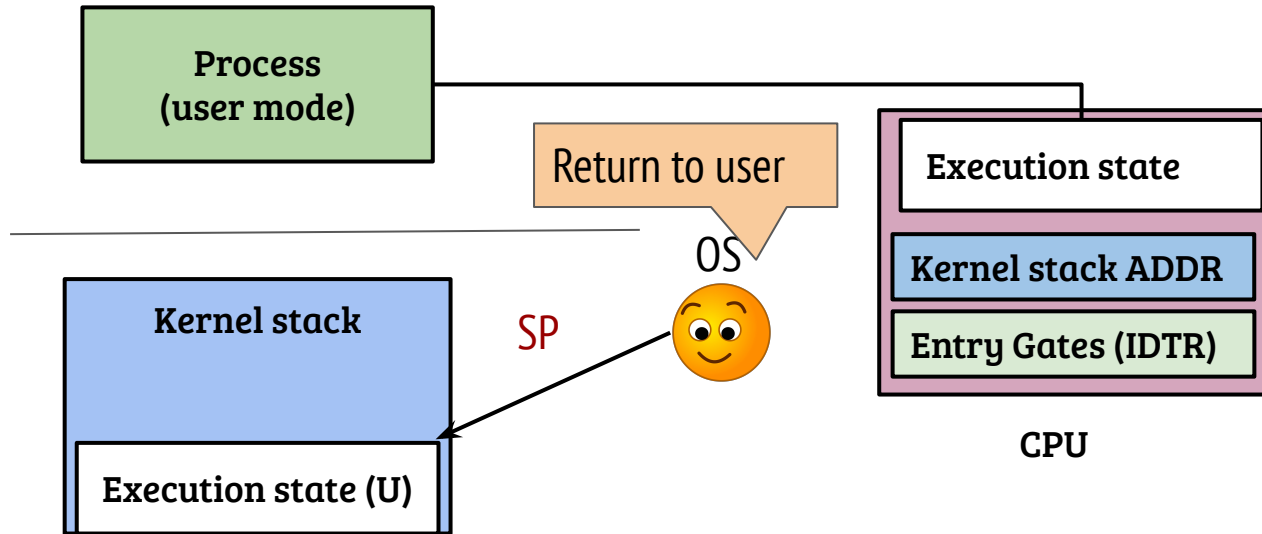 Process
(user mode)
Return to user
Execution state
OS
Kernel stack ADDR
Kernel stack
SP
Entry Gates (IDTR)
CPU
Execution state (U)